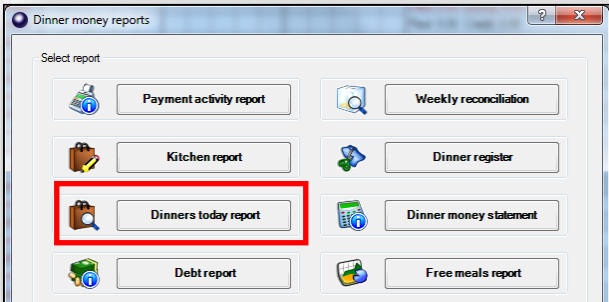 Dinner money reports
Select report
Payment activity report
Weekly reconciliation
Kitchen report
Dinner register
Dinners today report
Dinner money statement
Debt report
Free meals report